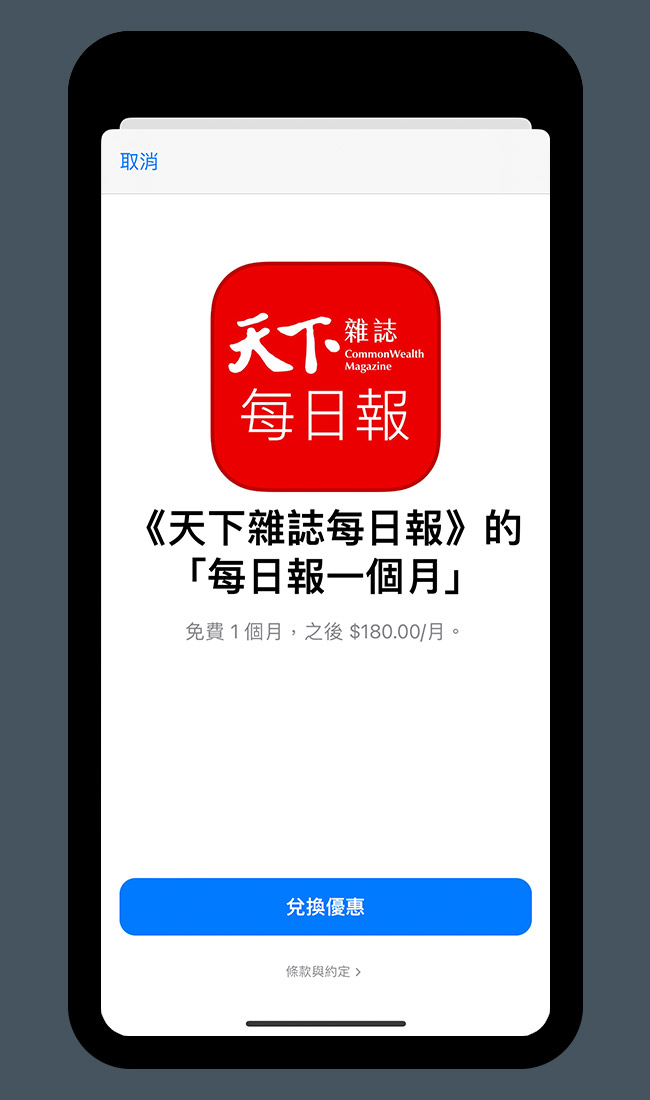 取消
天下雜誌
CommonWealth
Magazine
每日報
《天下雜誌每日報》的
「每日報一個月」
免費 1 個月，之後 $180.00/月。
兌換優惠
條款與約定 >